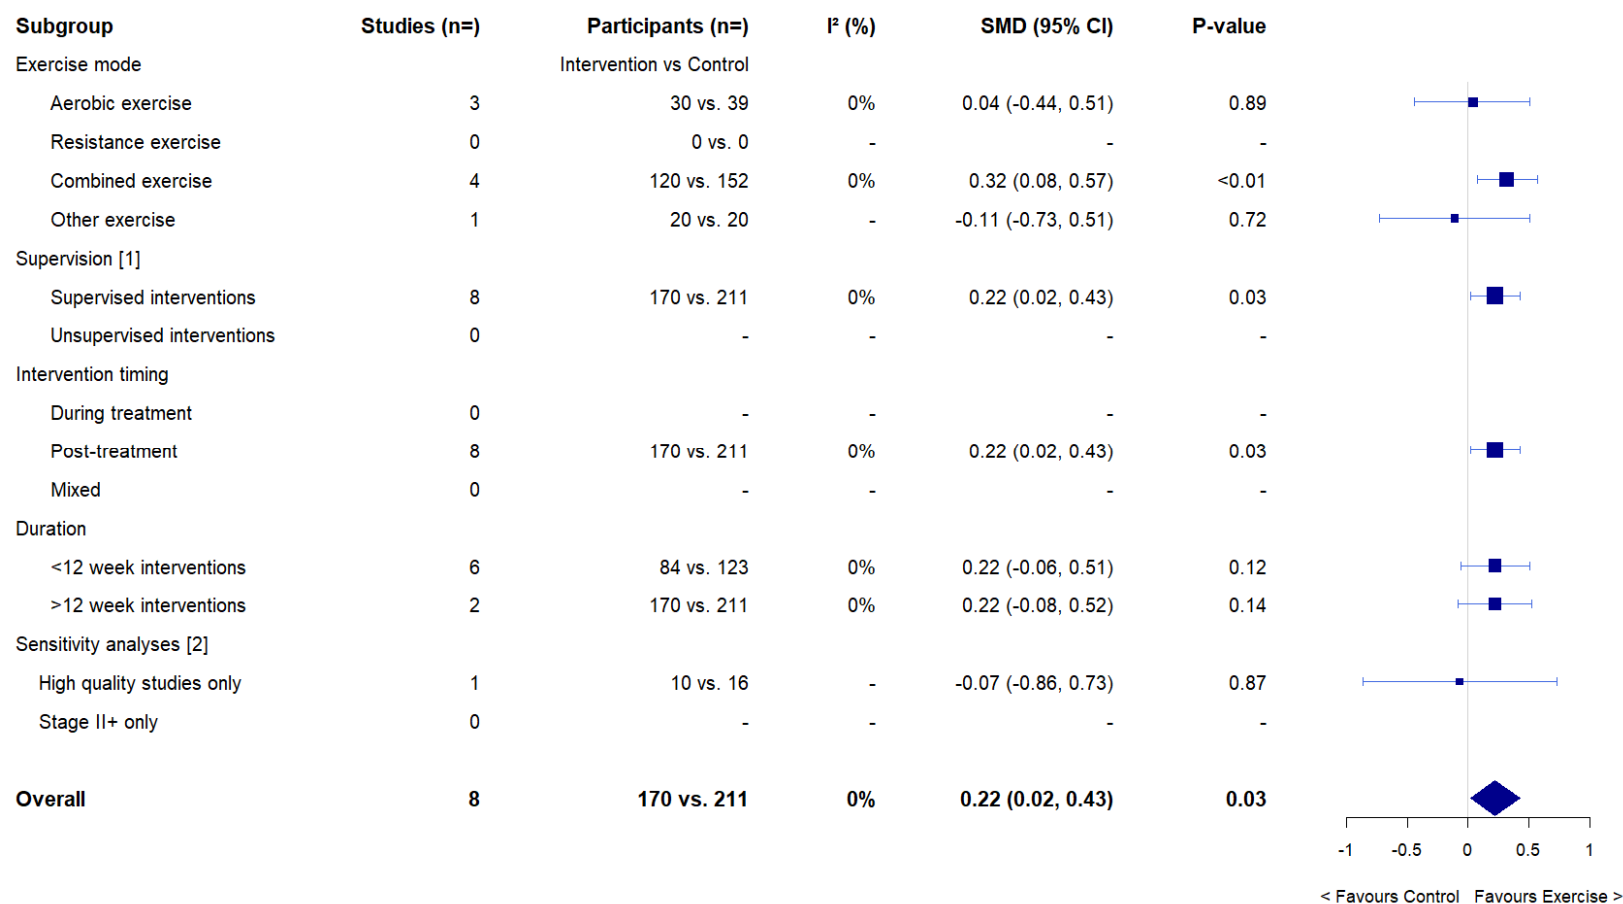 Subgroup Studies (n=) Participants (n=) I² (%) SMD (95% CI) P-value
Exercise mode Intervention vs Control
Aerobic exercise 3 30 vs. 39 0% 0.04 (-0.44, 0.51) 0.89
Resistance exercise 0 0 vs. 0 - - -
Combined exercise 4 120 vs. 152 0% 0.32 (0.08, 0.57) <0.01
Other exercise 1 20 vs. 20 - -0.11 (-0.73, 0.51) 0.72
Supervision [1]
Supervised interventions 8 170 vs. 211 0% 0.22 (0.02, 0.43) 0.03
Unsupervised interventions 0 - - - -
Intervention timing
During treatment 0 - - - -
Post-treatment 8 170 vs. 211 0% 0.22 (0.02, 0.43) 0.03
Mixed 0 - - - -
Duration
<12 week interventions 6 84 vs. 123 0% 0.22 (-0.06, 0.51) 0.12
>12 week interventions 2 170 vs. 211 0% 0.22 (-0.08, 0.52) 0.14
Sensitivity analyses [2]
High quality studies only 1 10 vs. 16 - -0.07 (-0.86, 0.73) 0.87
Stage II+ only 0 - - - -
Overall 8 170 vs. 211 0% 0.22 (0.02, 0.43) 0.03
-1 -0.5 0 0.5 1
< Favours Control Favours Exercise >